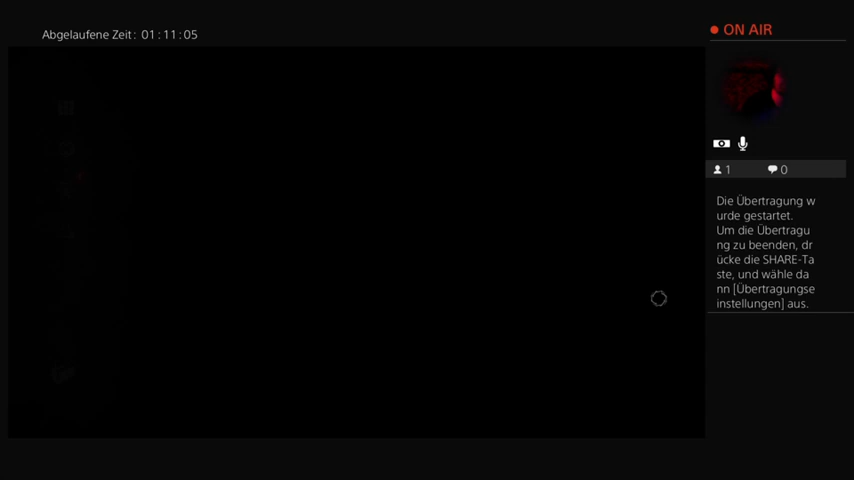 Abgelaufene Zeit: 01:11:05
ON AIR
1 0
Die Übertragung w
urde gestartet.
Um die Übertragu
ng zu beenden, dr
ücke die SHARE-Ta
ste, und wähle da
nn [Übertragungse
instellungen] aus.